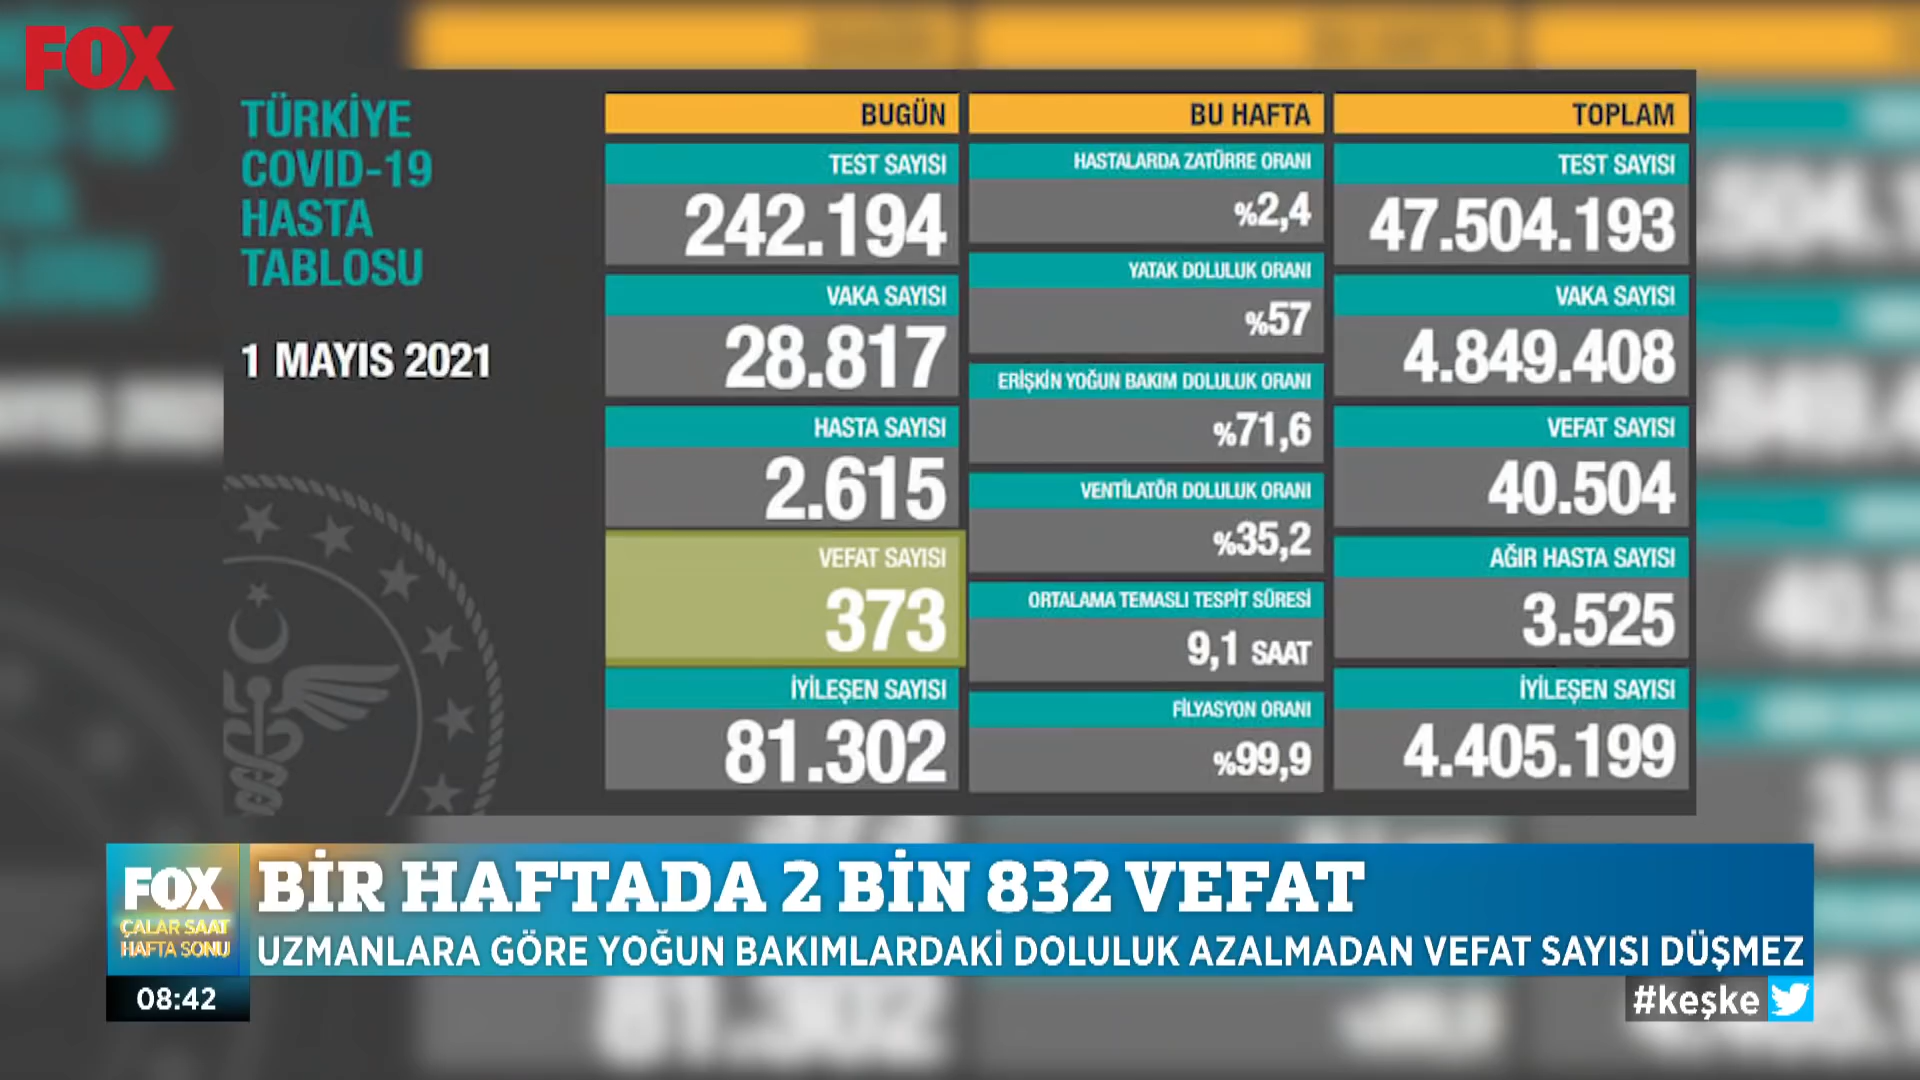 FOX
TÜRKİYE
COVID-19
HASTA
TABLOSU
1 MAYIS 2021
BUGÜN
TEST SAYISI
242.194
VAKA SAYISI
28.817
HASTA SAYISI
2.615
VEFAT SAYISI
373
İYİLEŞEN SAYISI
81.302
BU HAFTA
HASTALARDA ZATÜRRE ORANI
%2,4
YATAK DOLULUK ORANI
%57
ERİŞKİN YOĞUN BAKIM DOLULUK ORANI
%71,6
VENTİLATÖR DOLULUK ORANI
%35,2
ORTALAMA TEMASLI TESPİT SÜRESİ
9,1 SAAT
FİLYASYON ORANI
%99,9
TOPLAM
TEST SAYISI
47.504.193
VAKA SAYISI
4.849.408
VEFAT SAYISI
40.504
AĞIR HASTA SAYISI
3.525
İYİLEŞEN SAYISI
4.405.199
FOX
ÇALAR SAAT
HAFTA SONU
08:42
BİR HAFTADA 2 BİN 832 VEFAT
UZMANLARA GÖRE YOĞUN BAKIMLARDAKİ DOLULUK AZALMADAN VEFAT SAYISI DÜŞMEZ
#keşke